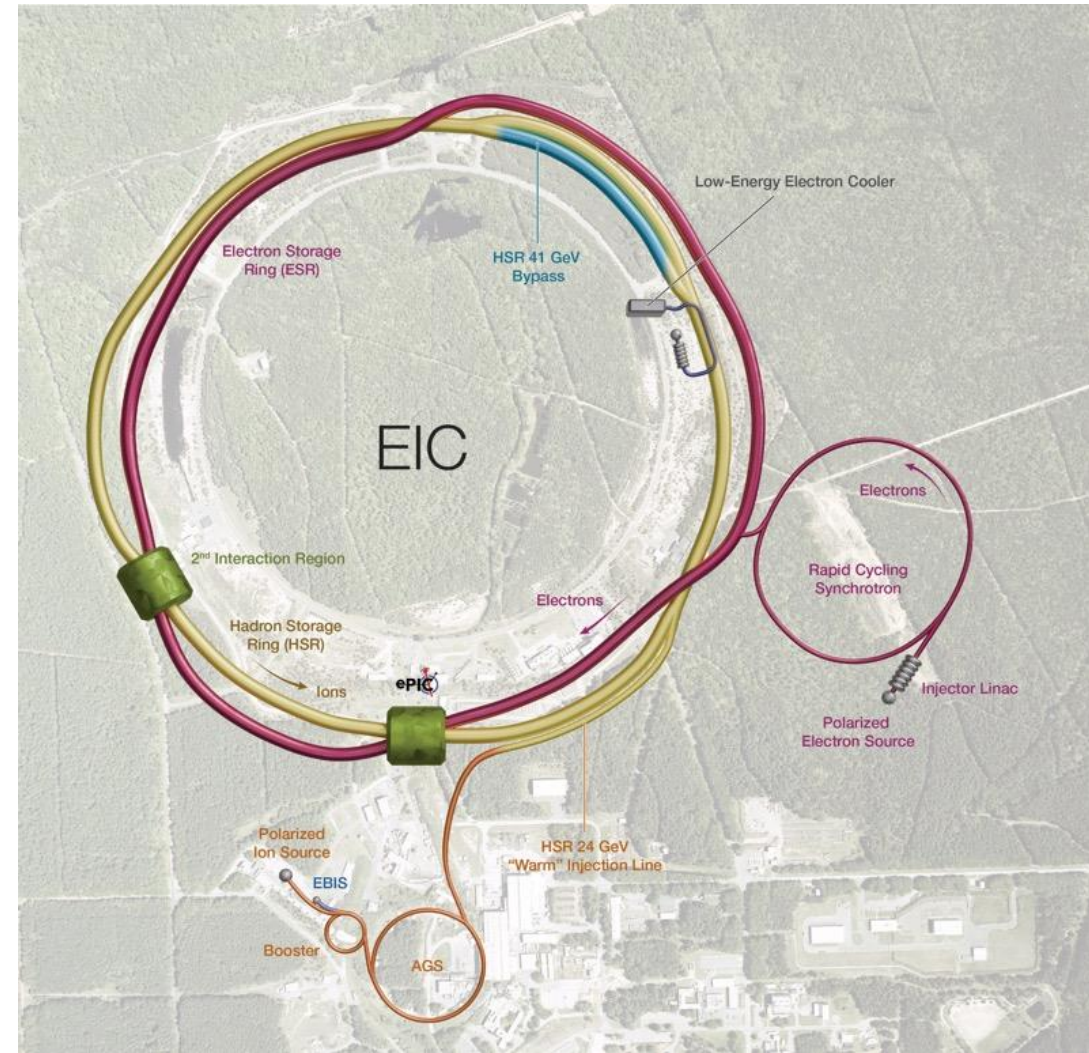 Low-Energy Electron Cooler
Electron Storage
Ring (ESR)
HSR 41 GeV
Bypass
EIC
Electrons
Rapid Cycling
Synchrotron
2nd Interaction Region
Electrons
Hadron Storage
Ring (HSR)
Ions
ePIC
Injector Linac
Polarized
Electron Source
Polarized
Ion Source
HSR 24 GeV
“Warm” Injection Line
EBIS
Booster
AGS